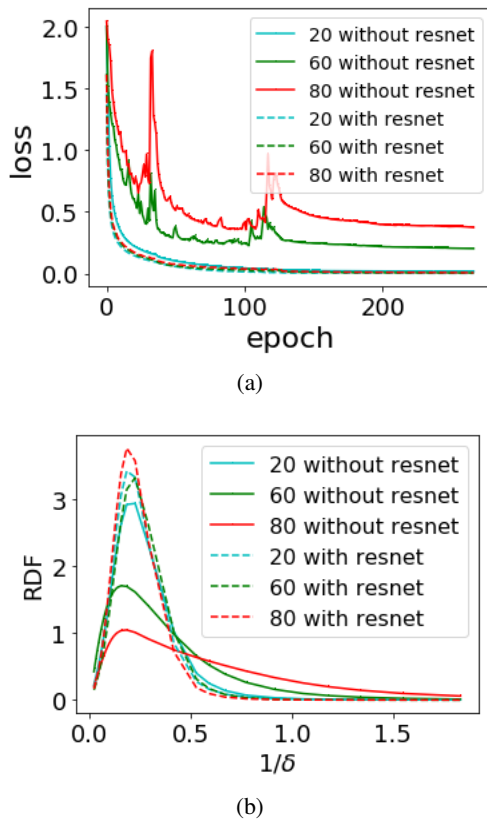 2.0
1.5
1.0
0.5
0.0
loss
20 without resnet
60 without resnet
80 without resnet
20 with resnet
60 with resnet
80 with resnet
0
100
200
epoch
(a)
3
2
1
0
RDF
20 without resnet
60 without resnet
80 without resnet
20 with resnet
60 with resnet
80 with resnet
0.0
0.5
1.0
1.5
1/δ
(b)